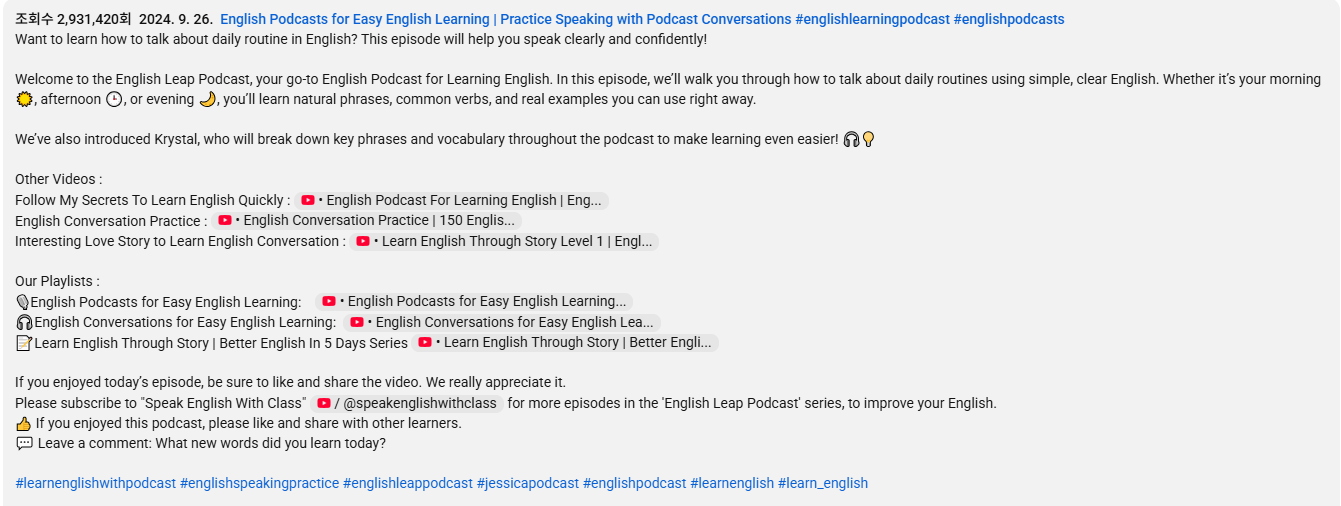 조회수 2,931,420회 2024. 9. 26. English Podcasts for Easy English Learning | Practice Speaking with Podcast Conversations #englishlearningpodcast #englishpodcasts
Want to learn how to talk about daily routine in English? This episode will help you speak clearly and confidently!
Welcome to the English Leap Podcast, your go-to English Podcast for Learning English. In this episode, we'll walk you through how to talk about daily routines using simple, clear English. Whether it's your morning
🌞, afternoon 🕒, or evening 🌙, you'll learn natural phrases, common verbs, and real examples you can use right away.
We've also introduced Krystal, who will break down key phrases and vocabulary throughout the podcast to make learning even easier! 🎧💡
Other Videos :
Follow My Secrets To Learn English Quickly : • English Podcast For Learning English | Eng...
English Conversation Practice : • English Conversation Practice | 150 Englis...
Interesting Love Story to Learn English Conversation : • Learn English Through Story Level 1 | Engl...
Our Playlists :
🎙English Podcasts for Easy English Learning: • English Podcasts for Easy English Learning...
🎧English Conversations for Easy English Learning: • English Conversations for Easy English Lea...
📝Learn English Through Story | Better English In 5 Days Series • Learn English Through Story | Better Engli...
If you enjoyed today's episode, be sure to like and share the video. We really appreciate it.
Please subscribe to "Speak English With Class" / @speakenglishwithclass for more episodes in the 'English Leap Podcast' series, to improve your English.
👍 If you enjoyed this podcast, please like and share with other learners.
💬 Leave a comment: What new words did you learn today?
#learnenglishwithpodcast #englishspeakingpractice #englishleappodcast #jessicapodcast #englishpodcast #learnenglish #learn_english